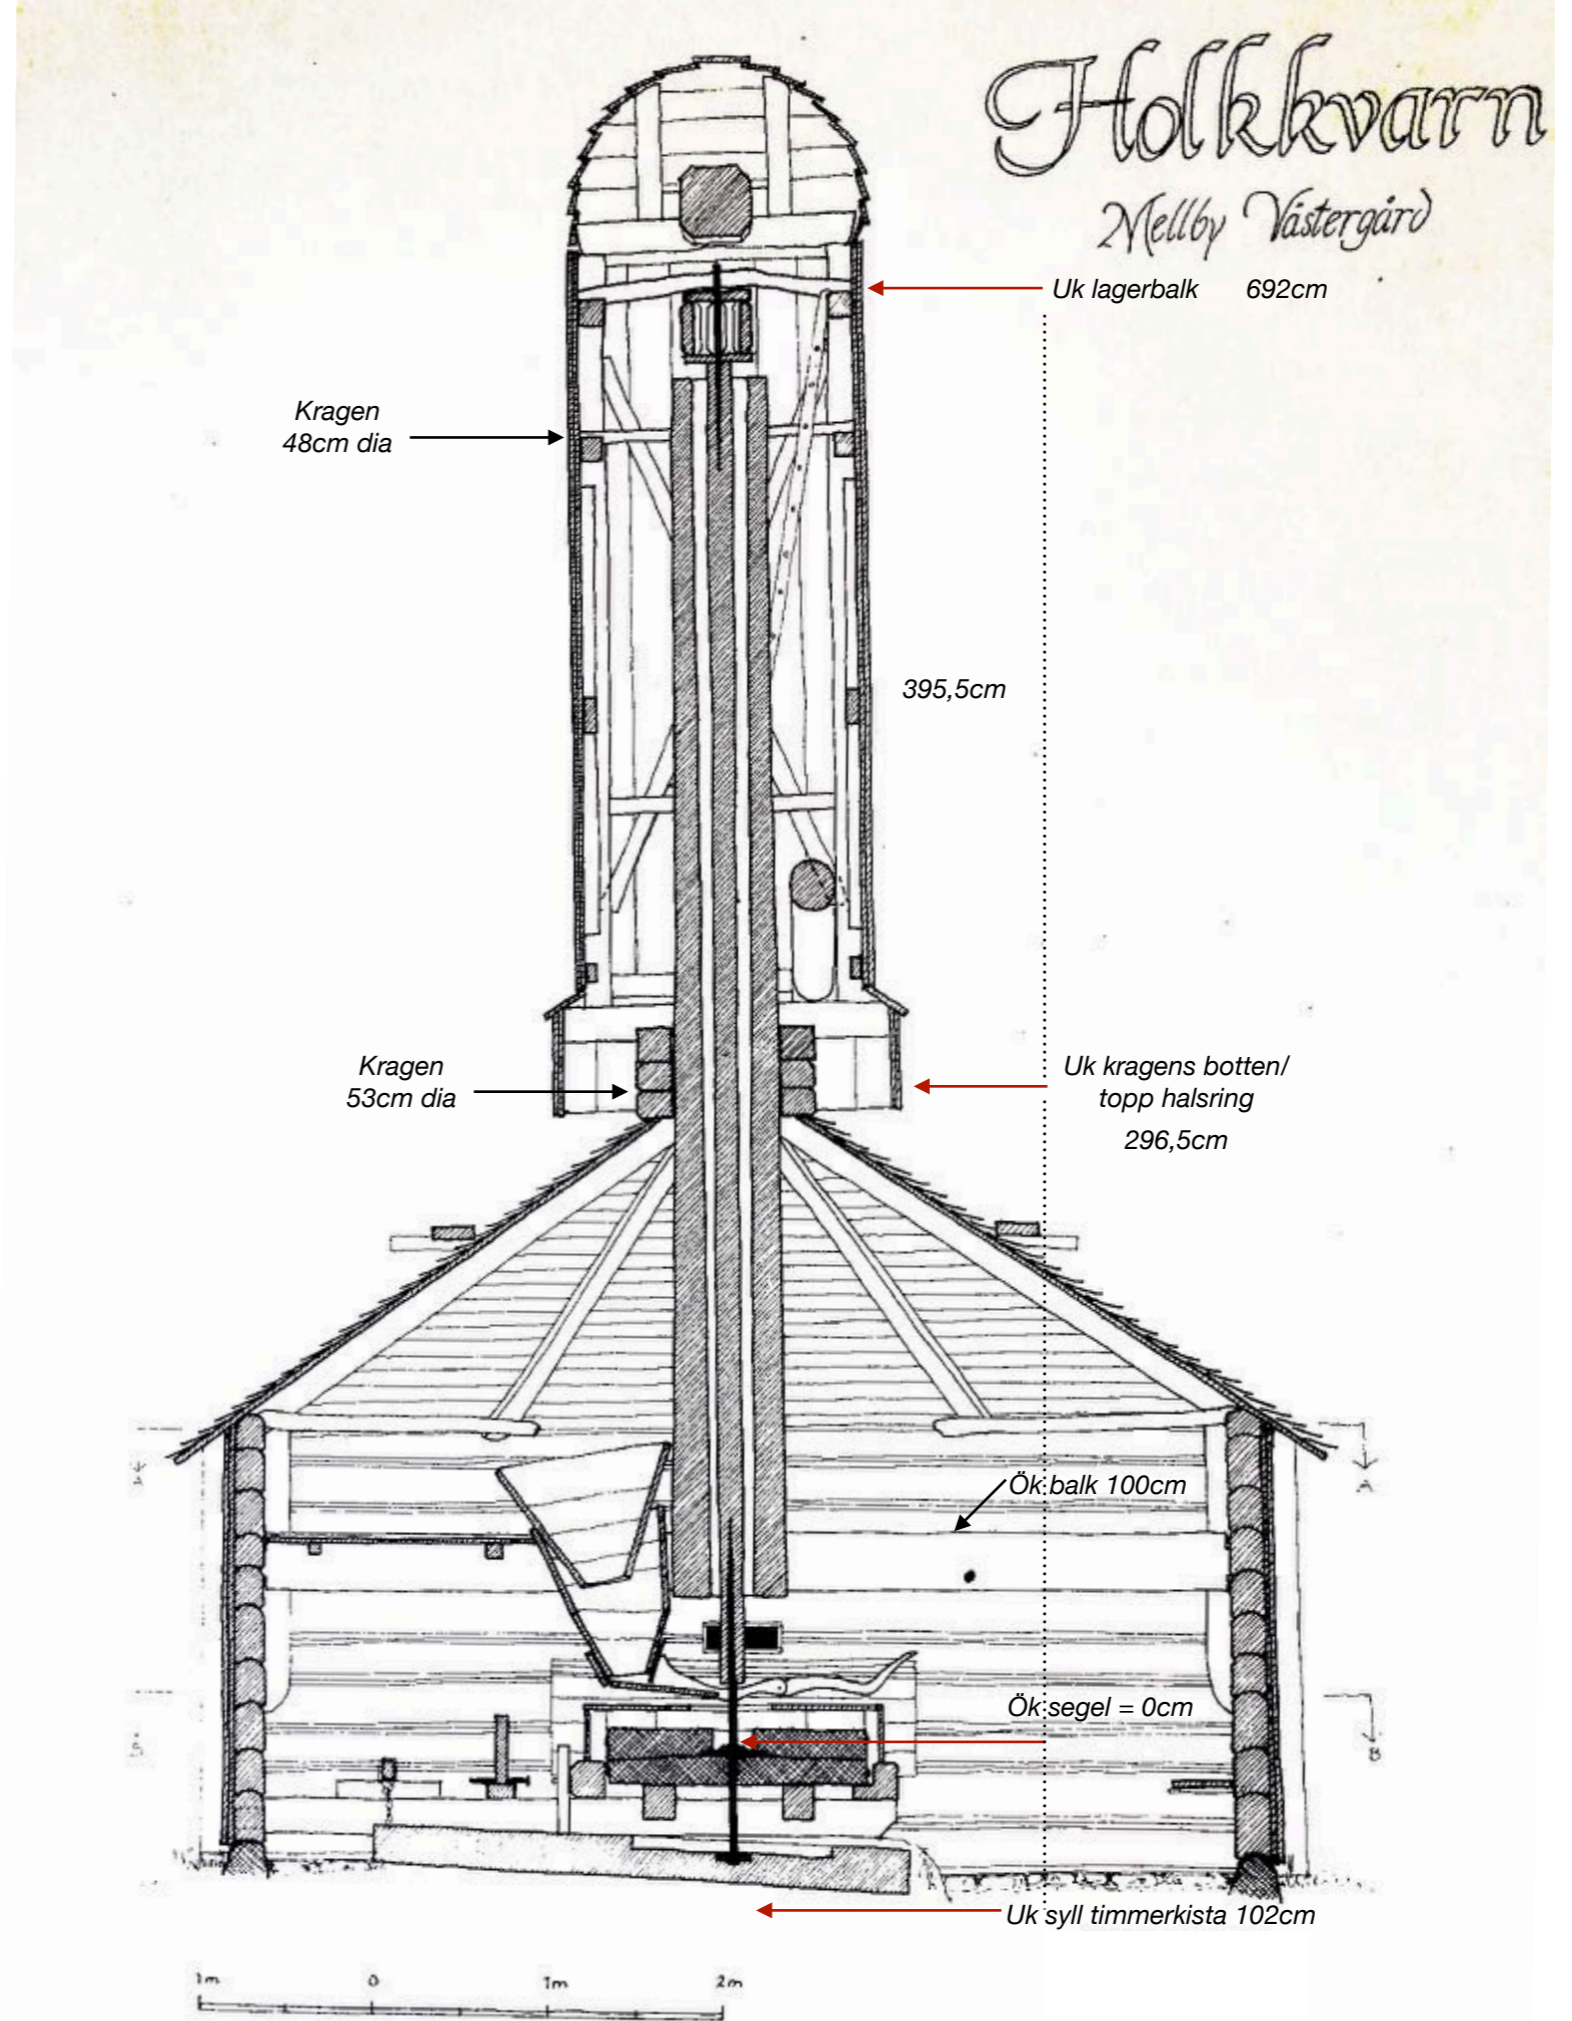 Holkkvarn
Mellby Västergård
Uk lagerbalk 692cm
Kragen
48cm dia
395,5cm
Kragen
53cm dia
Uk kragens botten/
topp halsring
296,5cm
Ök balk 100cm
A
Ök segel = 0cm
B
Uk syll timmerkista 102cm
1m 0 1m 2m